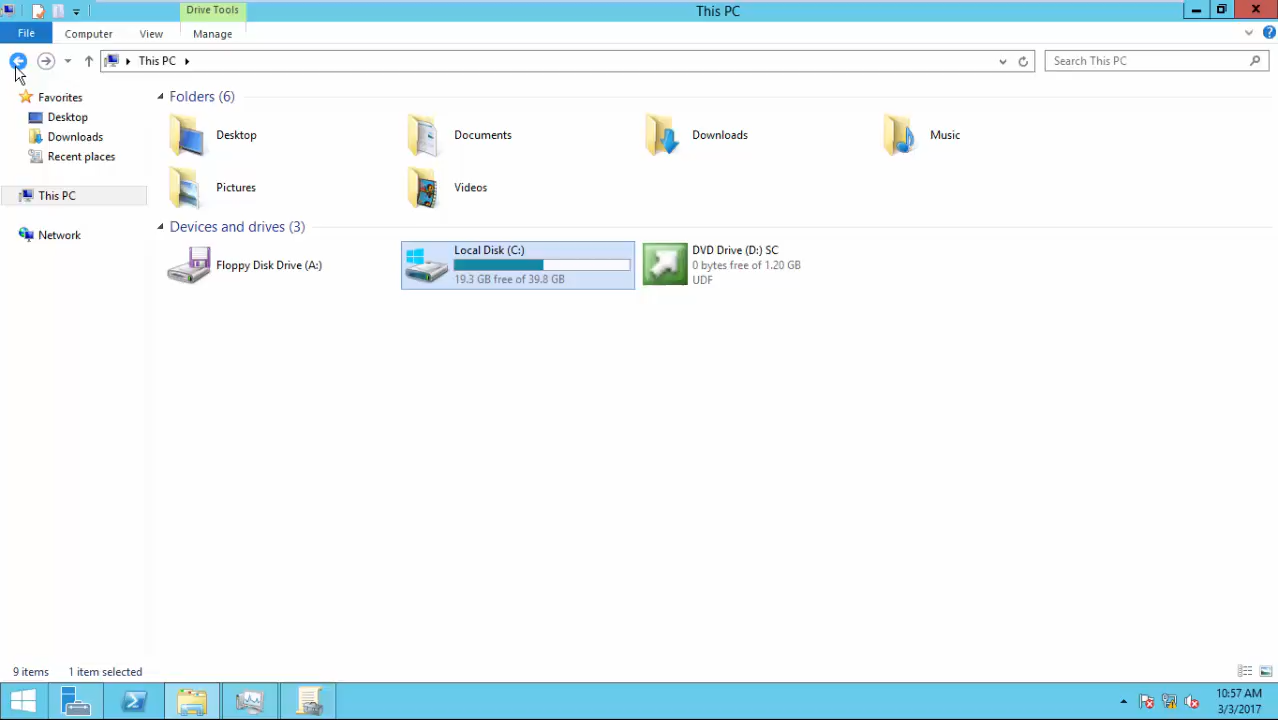 Drive Tools
This PC
File
Computer
View
Manage
This PC
Search This PC
Favorites
Desktop
Downloads
Recent places
This PC
Network
Folders (6)
Desktop
Documents
Downloads
Music
Pictures
Videos
Devices and drives (3)
Floppy Disk Drive (A:)
Local Disk (C:)
19.3 GB free of 39.8 GB
DVD Drive (D:) SC
0 bytes free of 1.20 GB
UDF
9 items
1 item selected
10:57 AM
3/3/2017